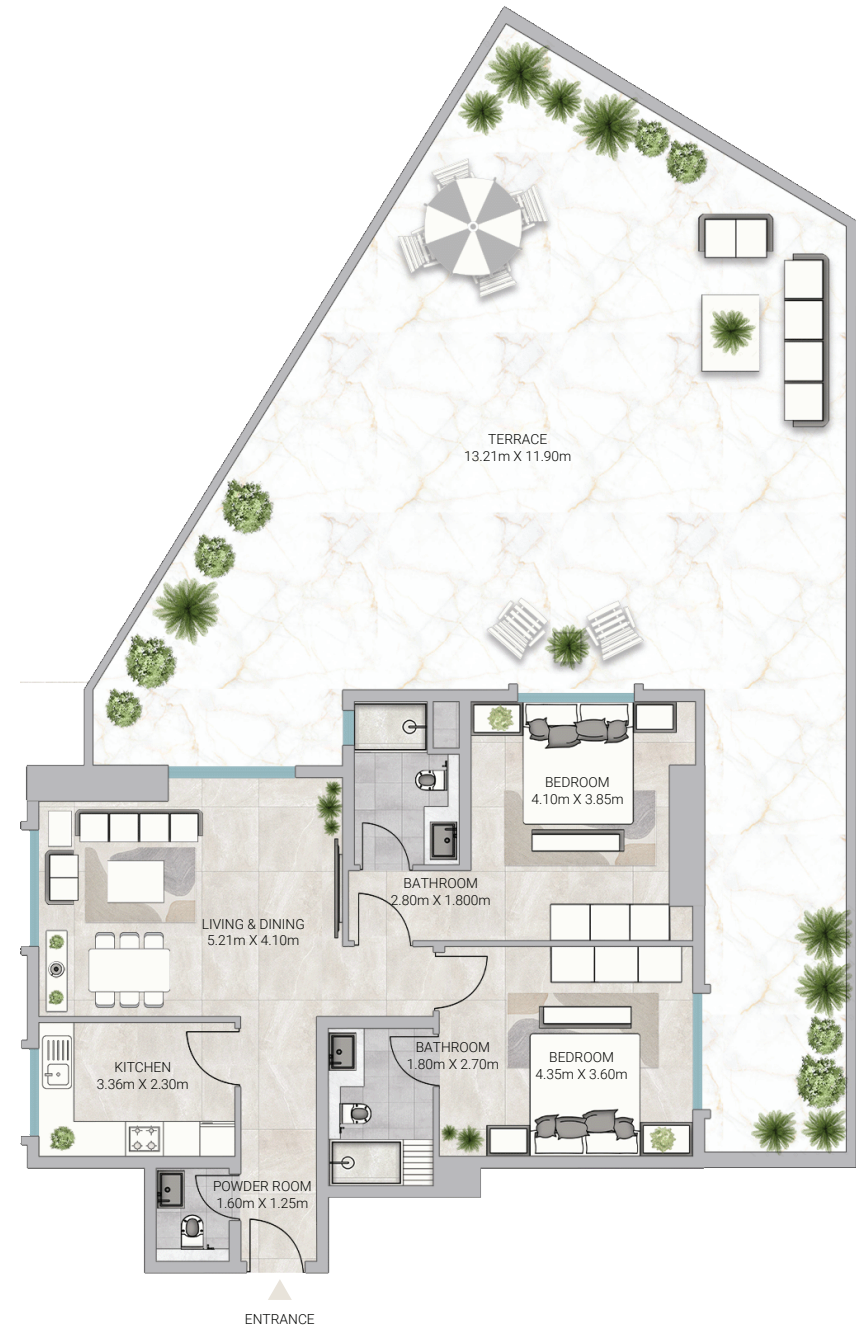 TERRACE
13.21m X 11.90m
BEDROOM
4.10m X 3.85m
BATHROOM
2.80m X 1.800m
LIVING & DINING
5.21m X 4.10m
BATHROOM
1.80m X 2.70m
BEDROOM
4.35m X 3.60m
KITCHEN
3.36m X 2.30m
POWDER ROOM
1.60m X 1.25m
ENTRANCE